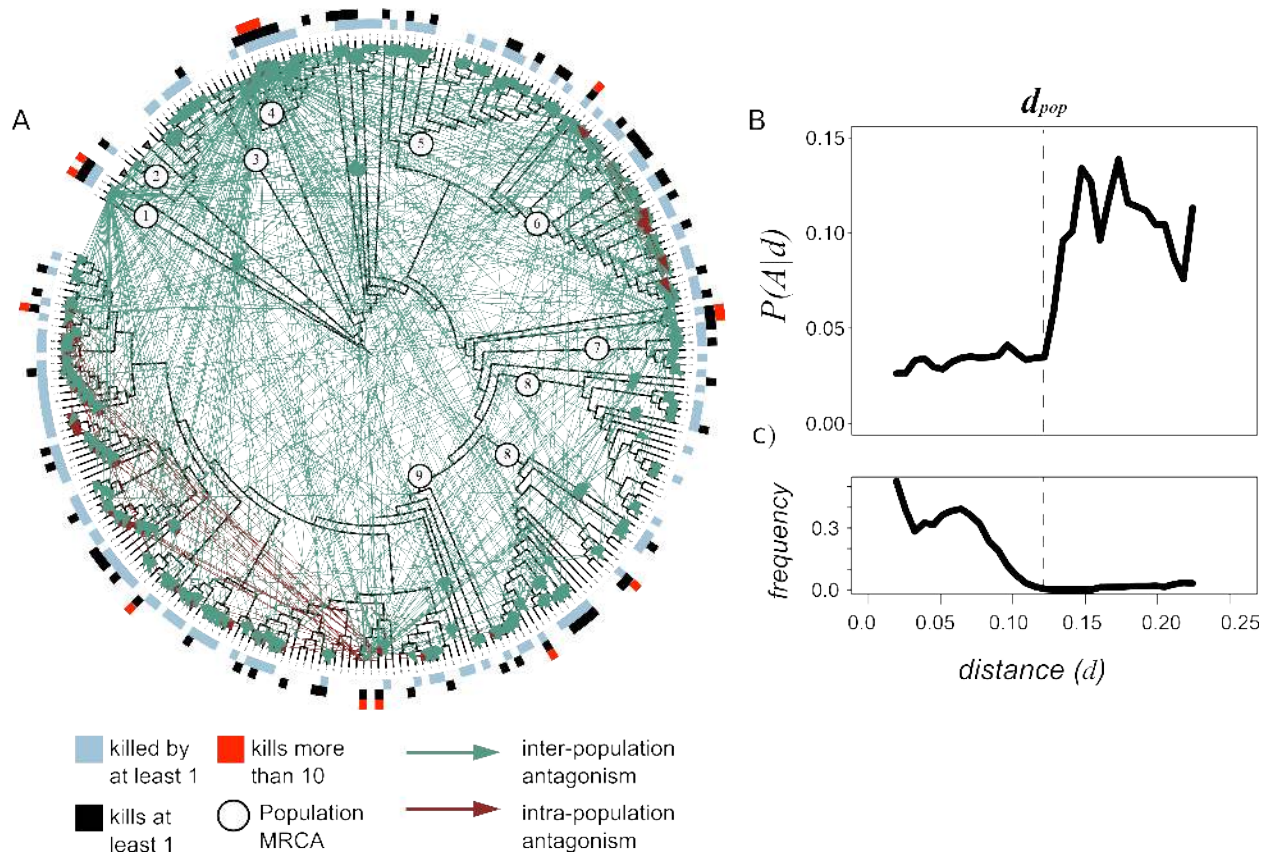 A
4
3
5
2
1
6
7
8
8
9
killed by
at least 1
kills more
than 10
inter-population
antagonism
kills at
least 1
Population
MRCA
intra-population
antagonism
B
d_pop
0.15
0.10
0.05
0.00
P(A|d)
C)
0.3
0.0
frequency
0.0 0.05 0.10 0.15 0.20 0.25
distance (d)